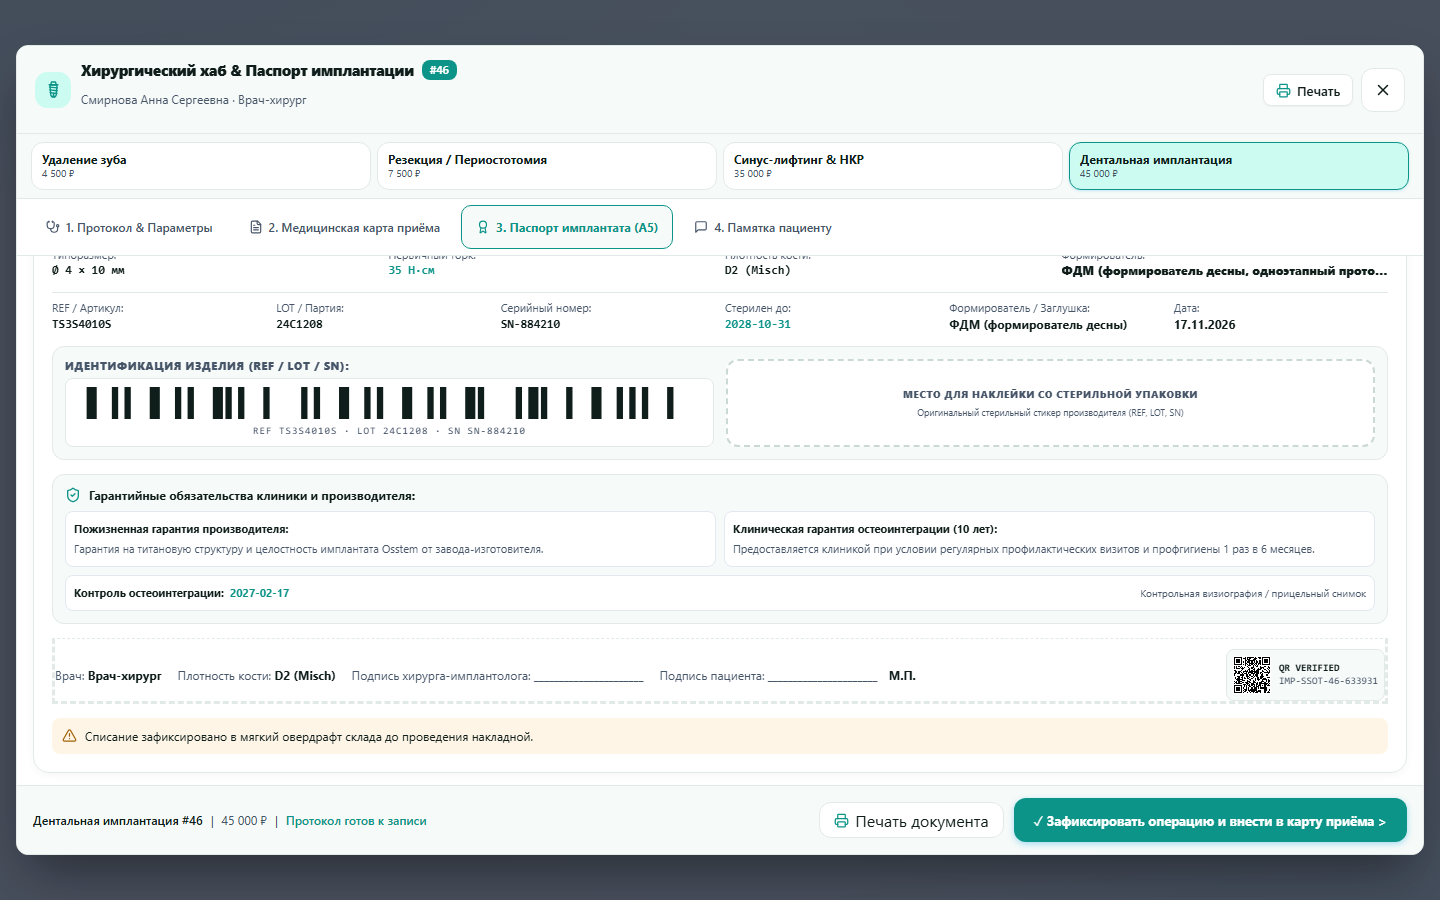 Хирургический хаб & Паспорт имплантации #46
Смирнова Анна Сергеевна · Врач-хирург
Печать
Удаление зуба
4 500 ₽
Резекция / Периостотомия
7 500 ₽
Синус-лифтинг & НКР
35 000 ₽
Дентальная имплантация
45 000 ₽
1. Протокол & Параметры
2. Медицинская карта приёма
3. Паспорт имплантата (А5)
4. Памятка пациенту
Типоразмер: Первичный торк: Плотность кости: Формирователь:
Ø 4 × 10 мм 35 Н·см D2 (Misch) ФДМ (формирователь десны, одноэтапный прото...
REF / Артикул: LOT / Партия: Серийный номер: Стерилен до: Формирователь / Заглушка: Дата:
TS3S4010S 24C1208 SN-884210 2028-10-31 ФДМ (формирователь десны) 17.11.2026
ИДЕНТИФИКАЦИЯ ИЗДЕЛИЯ (REF / LOT / SN):
REF TS3S4010S · LOT 24C1208 · SN SN-884210
МЕСТО ДЛЯ НАКЛЕЙКИ СО СТЕРИЛЬНОЙ УПАКОВКИ
Оригинальный стерильный стикер производителя (REF, LOT, SN)
Гарантийные обязательства клиники и производителя:
Пожизненная гарантия производителя:
Гарантия на титановую структуру и целостность имплантата Osstem от завода-изготовителя.
Клиническая гарантия остеоинтеграции (10 лет):
Предоставляется клиникой при условии регулярных профилактических визитов и профгигиены 1 раз в 6 месяцев.
Контроль остеоинтеграции: 2027-02-17
Контрольная визиография / прицельный снимок
Врач: Врач-хирург Плотность кости: D2 (Misch) Подпись хирурга-имплантолога: ____________________ Подпись пациента: ____________________ М.П.
QR VERIFIED
IMP-SSOT-46-633931
Списание зафиксировано в мягкий овердрафт склада до проведения накладной.
Дентальная имплантация #46 | 45 000 ₽ | Протокол готов к записи
Печать документа
✓ Зафиксировать операцию и внести в карту приёма >